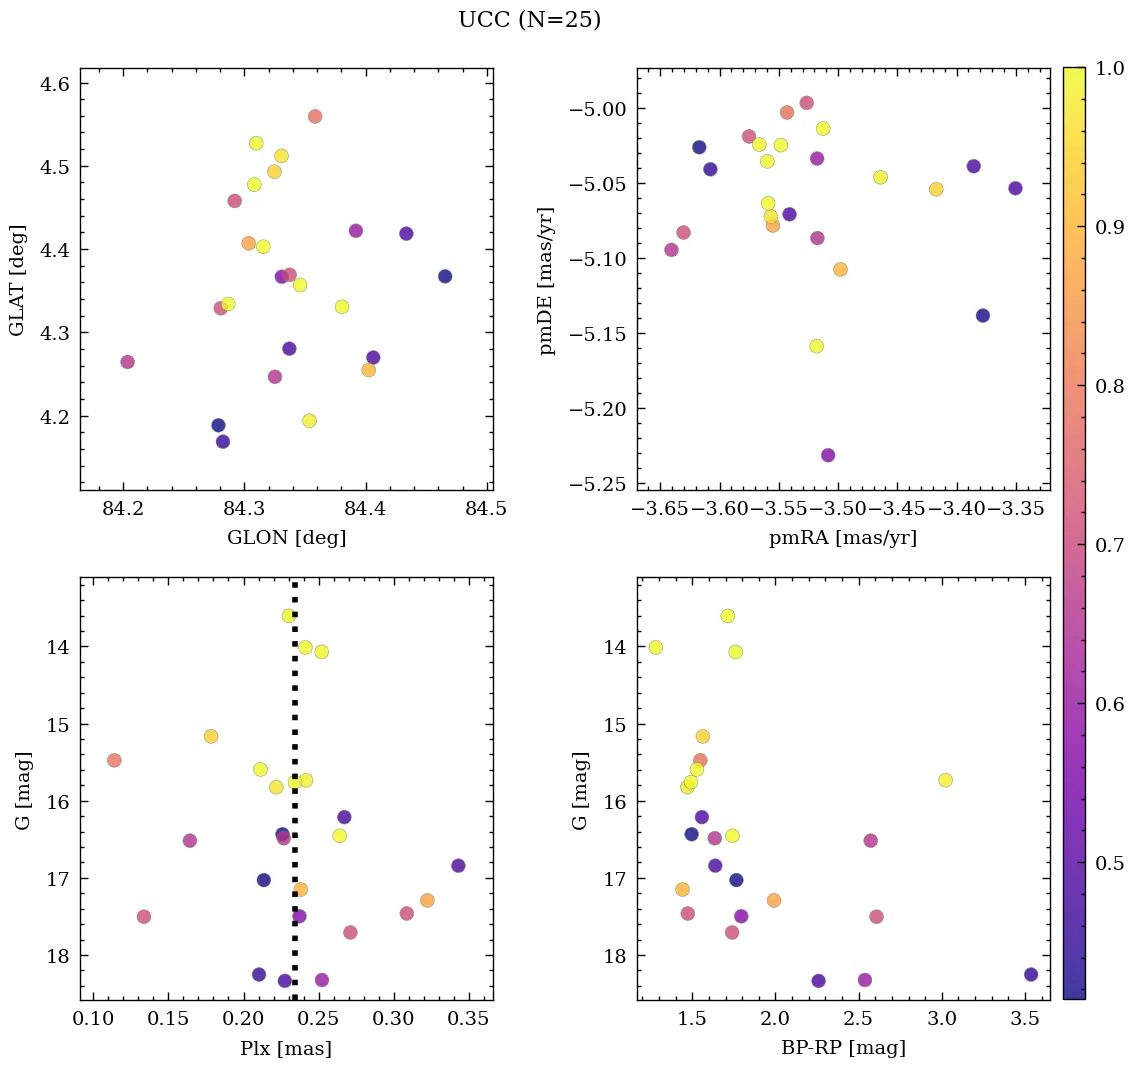 UCC (N=25)
4.6
4.5
4.4
4.3
4.2
GLAT [deg]
84.2 84.3 84.4 84.5
GLON [deg]
−5.00
−5.05
−5.10
−5.15
−5.20
−5.25
pmDE [mas/yr]
−3.65 −3.60 −3.55 −3.50 −3.45 −3.40 −3.35
pmRA [mas/yr]
14
15
16
17
18
G [mag]
0.10 0.15 0.20 0.25 0.30 0.35
Plx [mas]
14
15
16
17
18
G [mag]
1.5 2.0 2.5 3.0 3.5
BP-RP [mag]
1.0
0.9
0.8
0.7
0.6
0.5